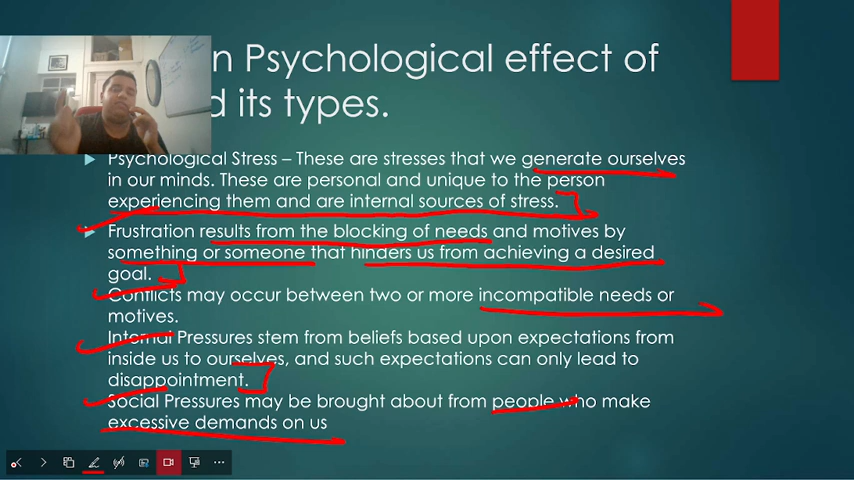 n Psychological effect of
d its types.
Psychological Stress – These are stresses that we generate ourselves
in our minds. These are personal and unique to the person
experiencing them and are internal sources of stress.
Frustration results from the blocking of needs and motives by
something or someone that hinders us from achieving a desired
goal.
Conflicts may occur between two or more incompatible needs or
motives.
Internal Pressures stem from beliefs based upon expectations from
inside us to ourselves, and such expectations can only lead to
disappointment.
Social Pressures may be brought about from people who make
excessive demands on us